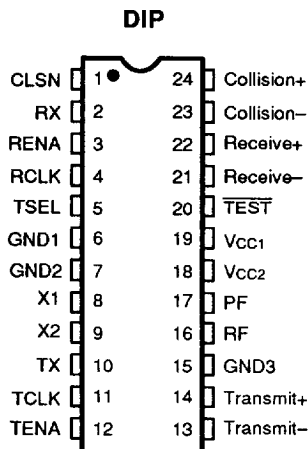 DIP
CLSN 1 24 Collision+
RX 2 23 Collision–
RENA 3 22 Receive+
RCLK 4 21 Receive–
TSEL 5 20 TEST
GND1 6 19 VCC1
GND2 7 18 VCC2
X1 8 17 PF
X2 9 16 RF
TX 10 15 GND3
TCLK 11 14 Transmit+
TENA 12 13 Transmit–